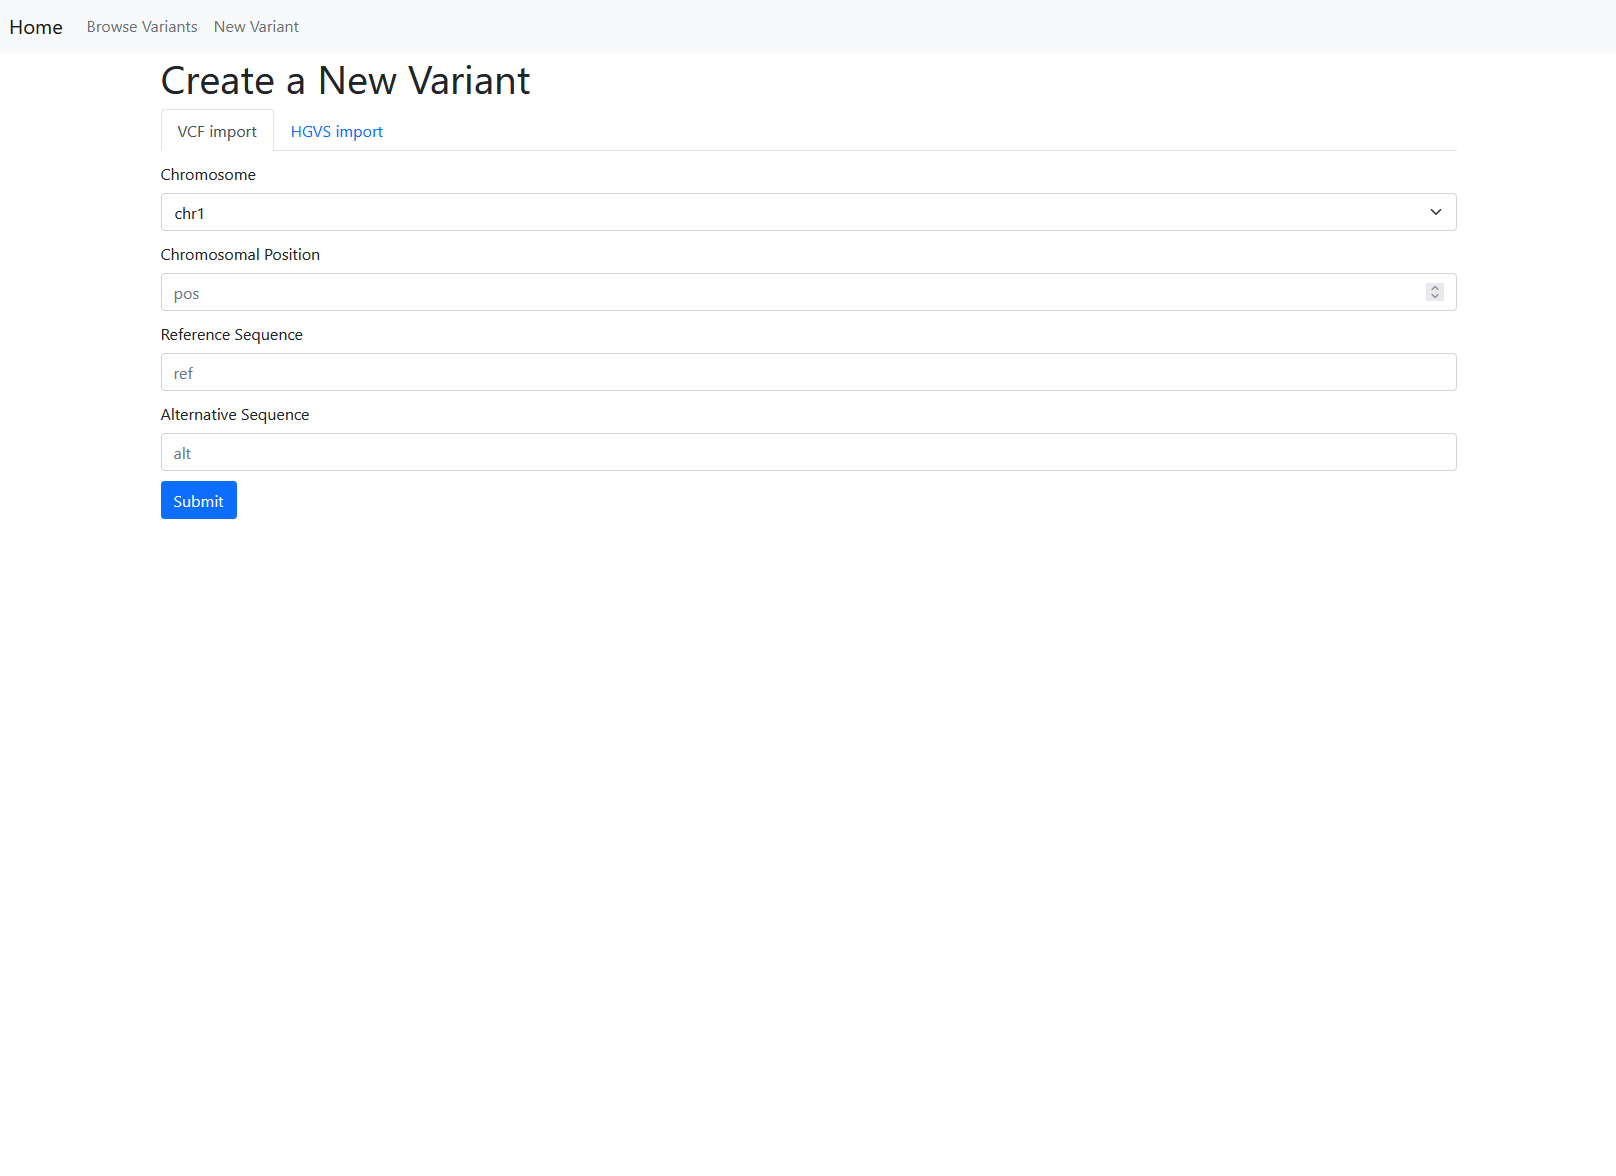 Home Browse Variants New Variant
Create a New Variant
VCF import HGVS import
Chromosome
chr1
Chromosomal Position
pos
Reference Sequence
ref
Alternative Sequence
alt
Submit